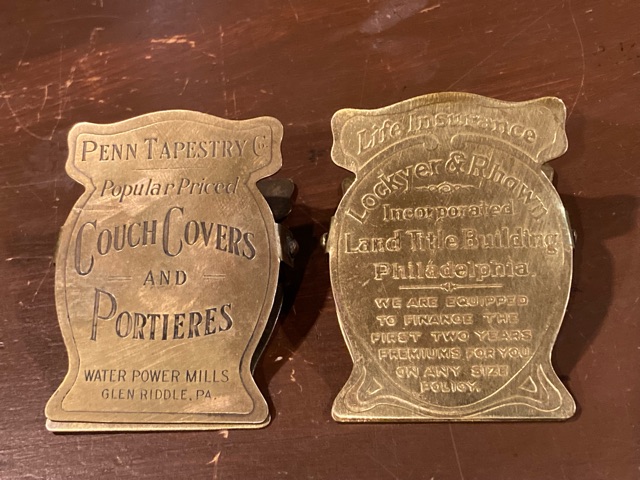 PENN TAPESTRY Co
Popular Priced
COUCH COVERS
AND
PORTIERES
WATER POWER MILLS
GLEN RIDDLE, PA.
Life Insurance
Lockyer & Rhawn
Incorporated
Land Title Building
Philadelphia.
WE ARE EQUIPPED
TO FINANCE THE
FIRST TWO YEARS
PREMIUMS FOR YOU
ON ANY SIZE
POLICY.